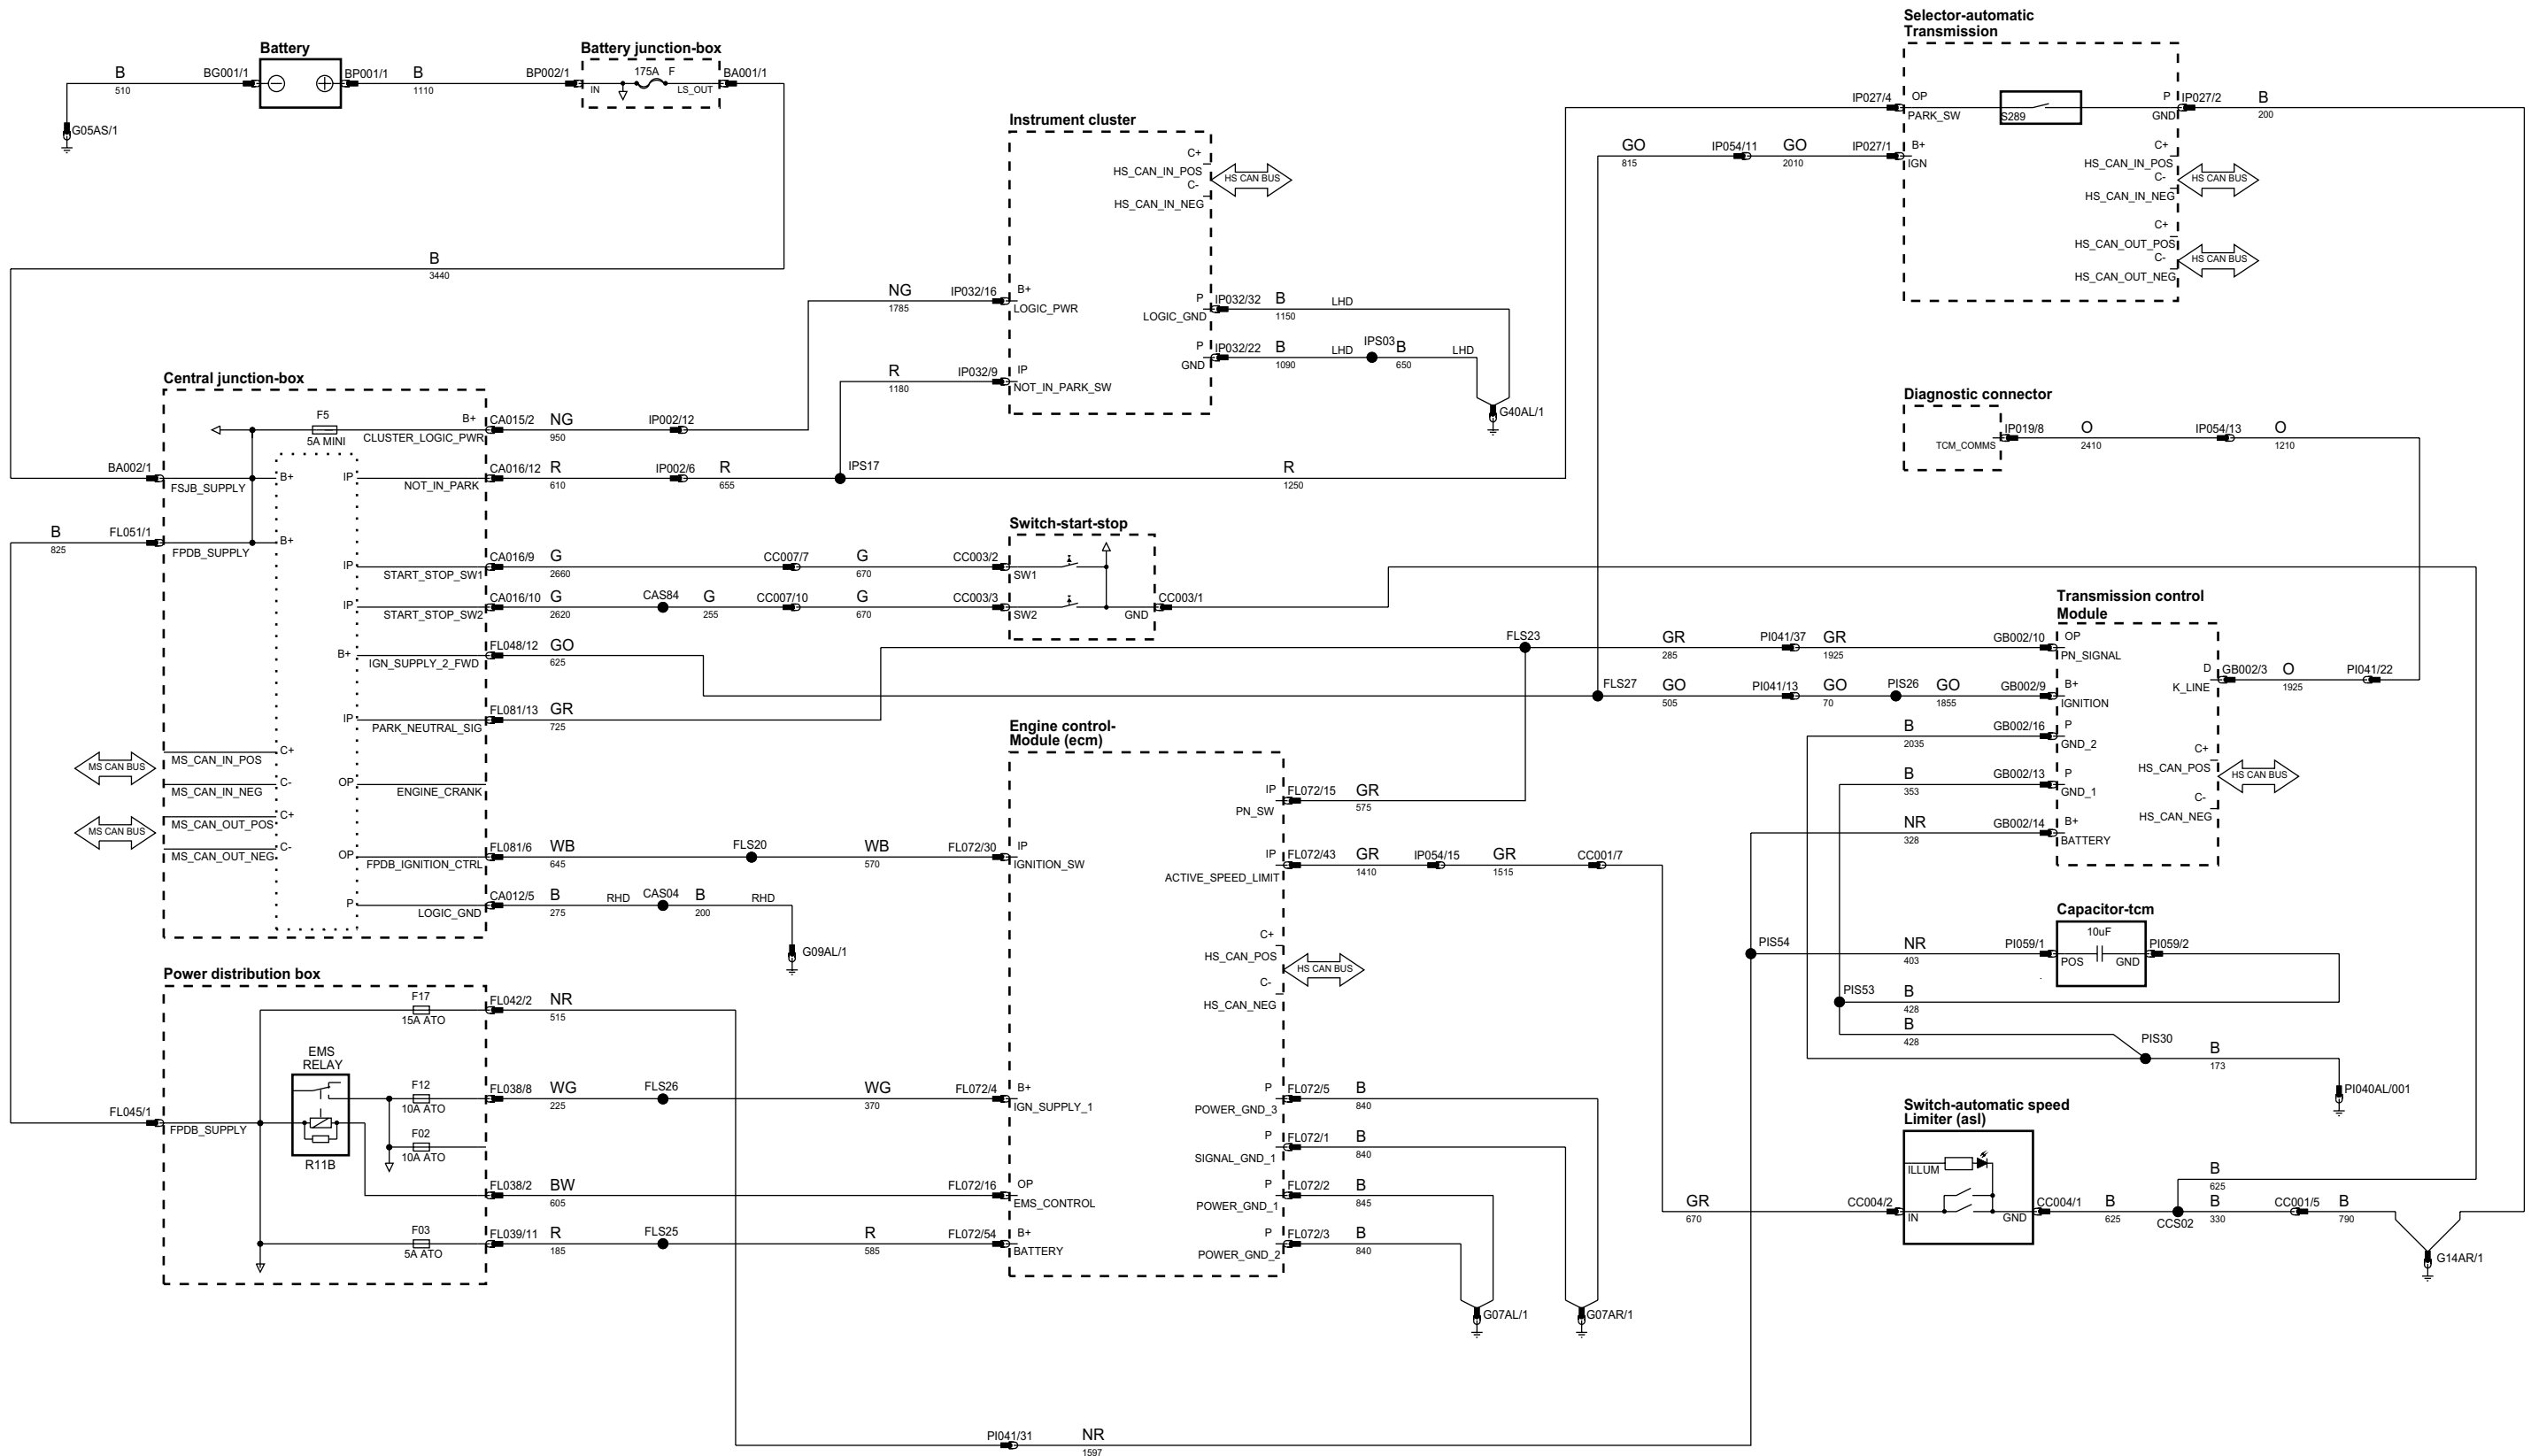 Battery
B
510
BG001/1
BP001/1
B
1110
G05AS/1
Battery junction-box
BP002/1
175A F
IN
LS_OUT
BA001/1
B
3440
Selector-automatic
Transmission
IP027/4
OP
PARK_SW
S289
P
GND
IP027/2
B
200
GO
815
IP054/11
GO
2010
IP027/1
B+
IGN
C+
HS_CAN_IN_POS
C-
HS_CAN_IN_NEG
HS CAN BUS
C+
HS_CAN_OUT_POS
C-
HS_CAN_OUT_NEG
HS CAN BUS
Instrument cluster
C+
HS_CAN_IN_POS
C-
HS_CAN_IN_NEG
HS CAN BUS
NG
1785
IP032/16
B+
LOGIC_PWR
P
LOGIC_GND
IP032/32
B
1150
LHD
P
GND
IP032/22
B
1090
LHD
IPS03
B
650
LHD
G40AL/1
R
1180
IP032/9
IP
NOT_IN_PARK_SW
Central junction-box
F5
5A MINI
B+
CLUSTER_LOGIC_PWR
CA015/2
NG
950
IP002/12
BA002/1
FSJB_SUPPLY
B+
IP
NOT_IN_PARK
CA016/12
R
610
IP002/6
R
655
IPS17
R
1250
B
825
FL051/1
FPDB_SUPPLY
B+
IP
START_STOP_SW1
CA016/9
G
2660
CC007/7
G
670
CC003/2
IP
START_STOP_SW2
CA016/10
G
2620
CAS84
G
255
CC007/10
G
670
CC003/3
Switch-start-stop
SW1
SW2
GND
CC003/1
B+
IGN_SUPPLY_2_FWD
FL048/12
GO
625
IP
PARK_NEUTRAL_SIG
FL081/13
GR
725
MS CAN BUS
MS_CAN_IN_POS
C+
MS_CAN_IN_NEG
C-
OP
ENGINE_CRANK
MS CAN BUS
MS_CAN_OUT_POS
C+
MS_CAN_OUT_NEG
C-
OP
FPDB_IGNITION_CTRL
FL081/6
WB
645
FLS20
WB
570
FL072/30
P
LOGIC_GND
CA012/5
B
275
RHD
CAS04
B
200
RHD
G09AL/1
Diagnostic connector
TCM_COMMS
IP019/8
O
2410
IP054/13
O
1210
Transmission control
Module
FLS23
GR
285
PI041/37
GR
1925
GB002/10
OP
PN_SIGNAL
FLS27
GO
505
PI041/13
GO
70
PIS26
GO
1855
GB002/9
B+
IGNITION
D
K_LINE
GB002/3
O
1925
PI041/22
B
2035
GB002/16
P
GND_2
B
353
GB002/13
P
GND_1
NR
328
GB002/14
B+
BATTERY
C+
HS_CAN_POS
C-
HS_CAN_NEG
HS CAN BUS
Engine control-
Module (ecm)
IP
PN_SW
FL072/15
GR
575
IP
IGNITION_SW
IP
ACTIVE_SPEED_LIMIT
FL072/43
GR
1410
IP054/15
GR
1515
CC001/7
C+
HS_CAN_POS
C-
HS_CAN_NEG
HS CAN BUS
Capacitor-tcm
PIS54
NR
403
PI059/1
10uF
POS
GND
PI059/2
PIS53
B
428
B
428
PIS30
B
173
PI040AL/001
Power distribution box
F17
15A ATO
FL042/2
NR
515
EMS
RELAY
R11B
F12
10A ATO
FL038/8
WG
225
FLS26
WG
370
FL072/4
B+
IGN_SUPPLY_1
FL045/1
FPDB_SUPPLY
F02
10A ATO
FL038/2
BW
605
FL072/16
OP
EMS_CONTROL
F03
5A ATO
FL039/11
R
185
FLS25
R
585
FL072/54
B+
BATTERY
P
POWER_GND_3
FL072/5
B
840
P
SIGNAL_GND_1
FL072/1
B
840
P
POWER_GND_1
FL072/2
B
845
P
POWER_GND_2
FL072/3
B
840
G07AL/1
G07AR/1
Switch-automatic speed
Limiter (asl)
ILLUM
GR
670
CC004/2
IN
GND
CC004/1
B
625
CCS02
B
625
B
330
CC001/5
B
790
G14AR/1
PI041/31
NR
1597